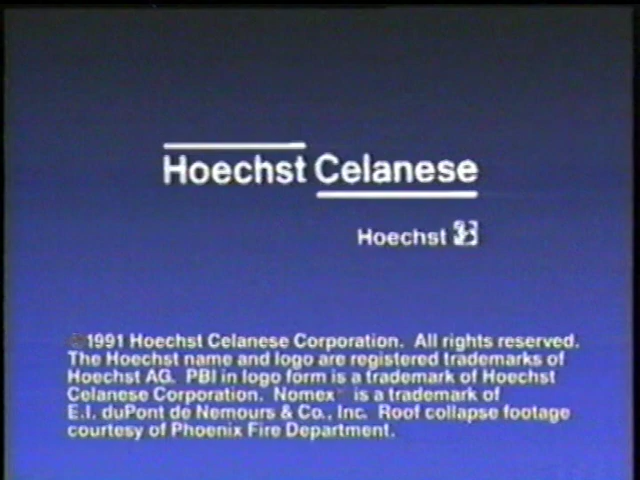 Hoechst Celanese
Hoechst
©1991 Hoechst Celanese Corporation. All rights reserved.
The Hoechst name and logo are registered trademarks of
Hoechst AG. PBI in logo form is a trademark of Hoechst
Celanese Corporation. Nomex is a trademark of
E.I. duPont de Nemours & Co., Inc. Roof collapse footage
courtesy of Phoenix Fire Department.